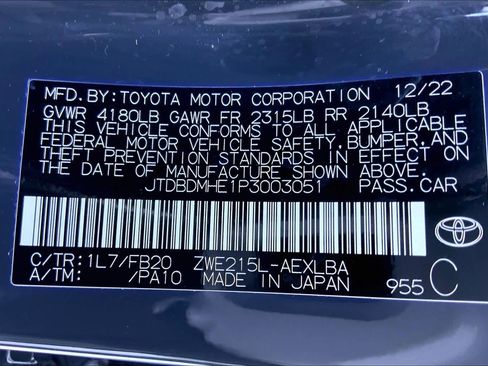 MFD.BY:TOYOTA MOTOR CORPORATION 12/22
GVWR 4180LB GAWR FR 2315LB RR 2140LB
THIS VEHICLE CONFORMS TO ALL APPLICABLE
FEDERAL MOTOR VEHICLE SAFETY,BUMPER,AND
THEFT PREVENTION STANDARDS IN EFFECT ON
THE DATE OF MANUFACTURE SHOWN ABOVE.
JTDBDMHE1P3003051 PASS.CAR
TOYOTA
C/TR:1L7/FB20 ZWE215L-AEXLBA
A/TM: /PA10 MADE IN JAPAN 955 C